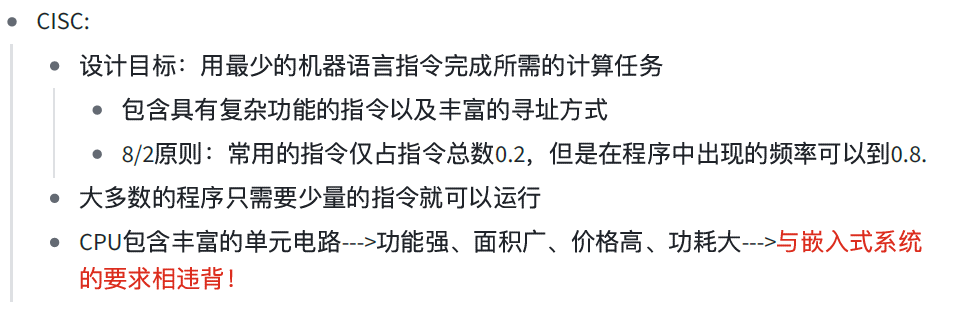 CISC:
设计目标：用最少的机器语言指令完成所需的计算任务
包含具有复杂功能的指令以及丰富的寻址方式
8/2原则：常用的指令仅占指令总数0.2，但是在程序中出现的频率可以到0.8.
大多数的程序只需要少量的指令就可以运行
CPU包含丰富的单元电路--->功能强、面积广、价格高、功耗大--->与嵌入式系统
的要求相违背！